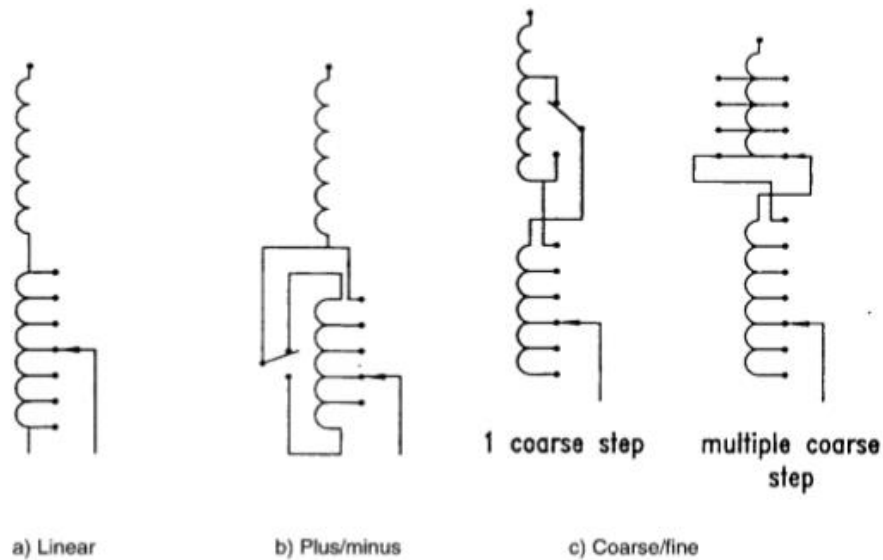 1 coarse step
multiple coarse
step
a) Linear
b) Plus/minus
c) Coarse/fine